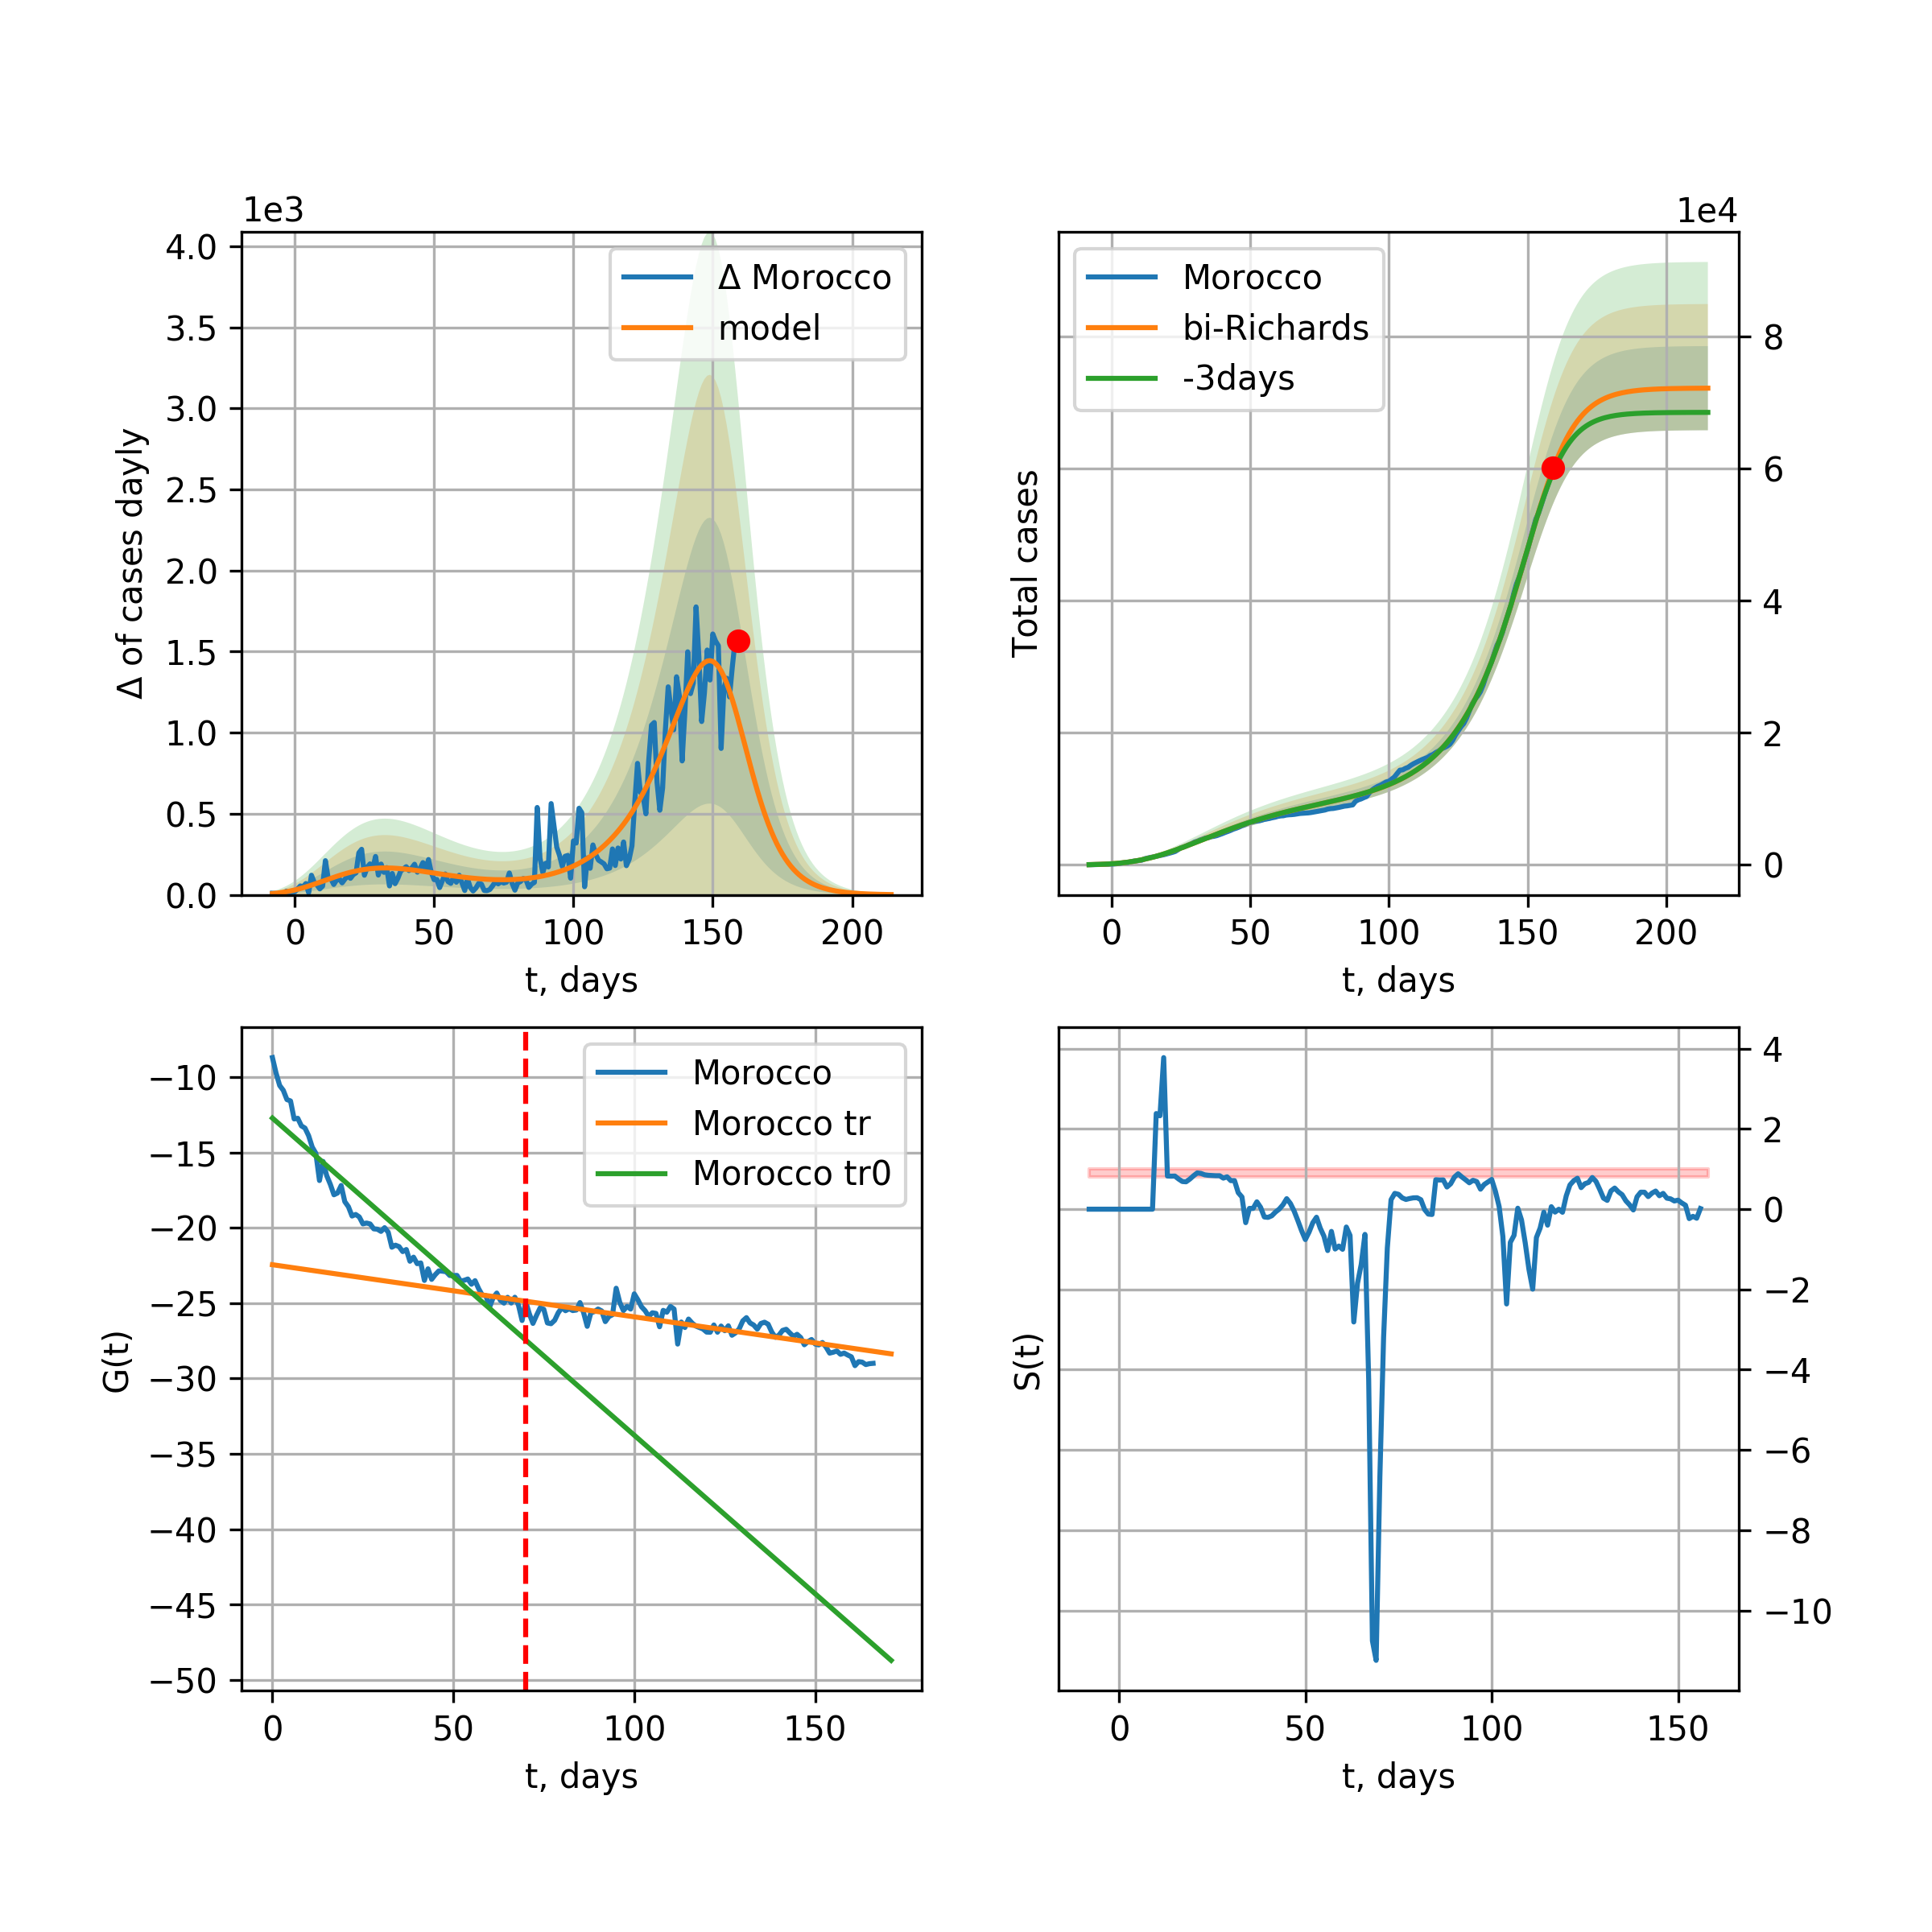 1e3
4.0
3.5
3.0
2.5
2.0
1.5
1.0
0.5
0.0
Δ of cases dayly
Δ Morocco
model
0 50 100 150 200
t, days
1e4
8
6
4
2
0
Total cases
Morocco
bi-Richards
-3days
0 50 100 150 200
t, days
−10
−15
−20
−25
−30
−35
−40
−45
−50
G(t)
Morocco
Morocco tr
Morocco tr0
0 50 100 150
t, days
4
2
0
−2
−4
−6
−8
−10
S(t)
0 50 100 150
t, days